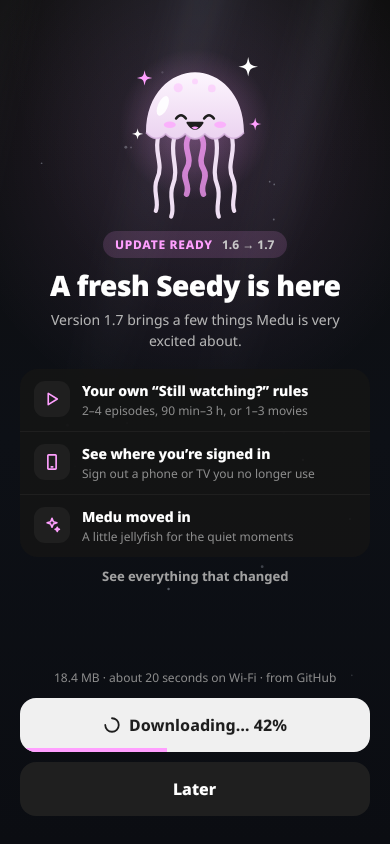 UPDATE READY 1.6 → 1.7
A fresh Seedy is here
Version 1.7 brings a few things Medu is very
excited about.
Your own “Still watching?” rules
2–4 episodes, 90 min–3 h, or 1–3 movies
See where you’re signed in
Sign out a phone or TV you no longer use
Medu moved in
A little jellyfish for the quiet moments
See everything that changed
18.4 MB · about 20 seconds on Wi-Fi · from GitHub
Downloading… 42%
Later